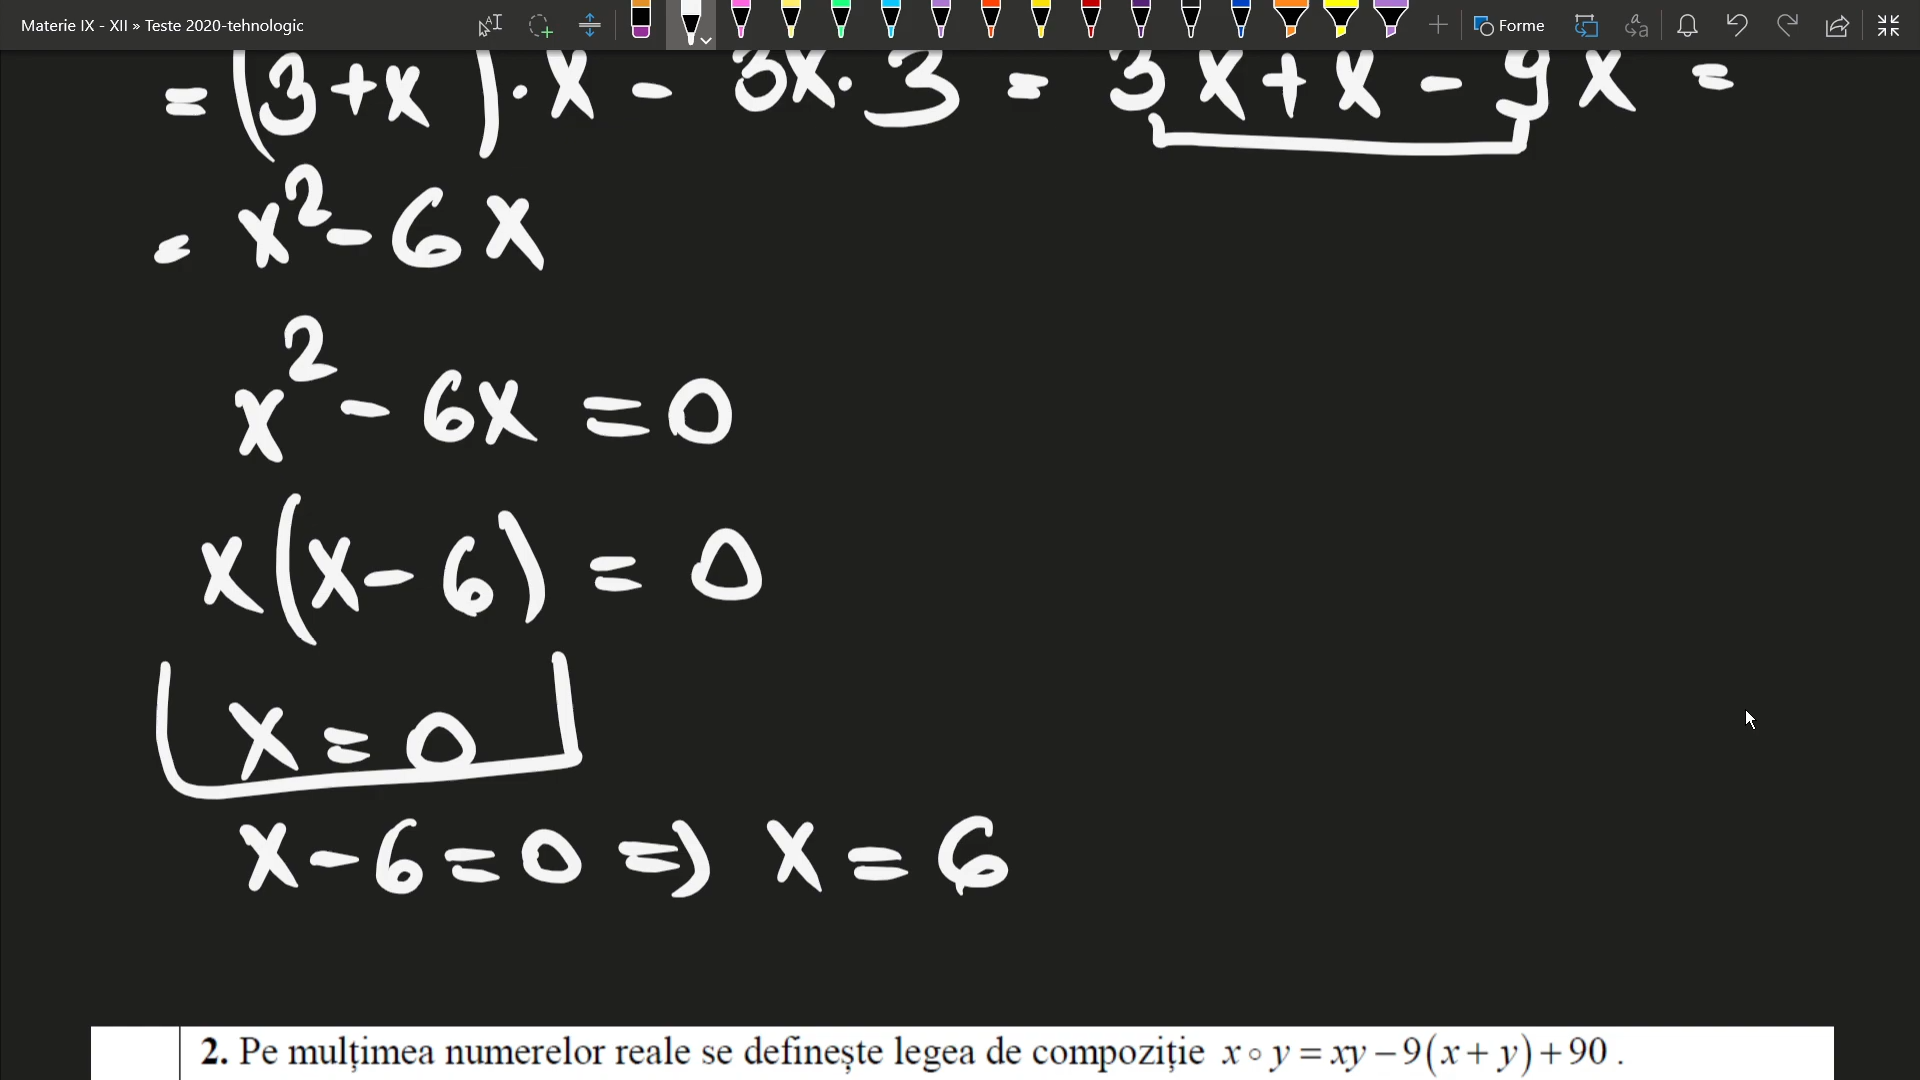 Materie IX - XII » Teste 2020-tehnologic
Forme
= (3+x)·x - 3x·3 = 3x+x - 9x =
= x² - 6x
x² - 6x = 0
x(x-6) = 0
x = 0
x - 6 = 0 => x = 6
2. Pe mulțimea numerelor reale se definește legea de compoziție x∘y = xy − 9(x + y) + 90 .